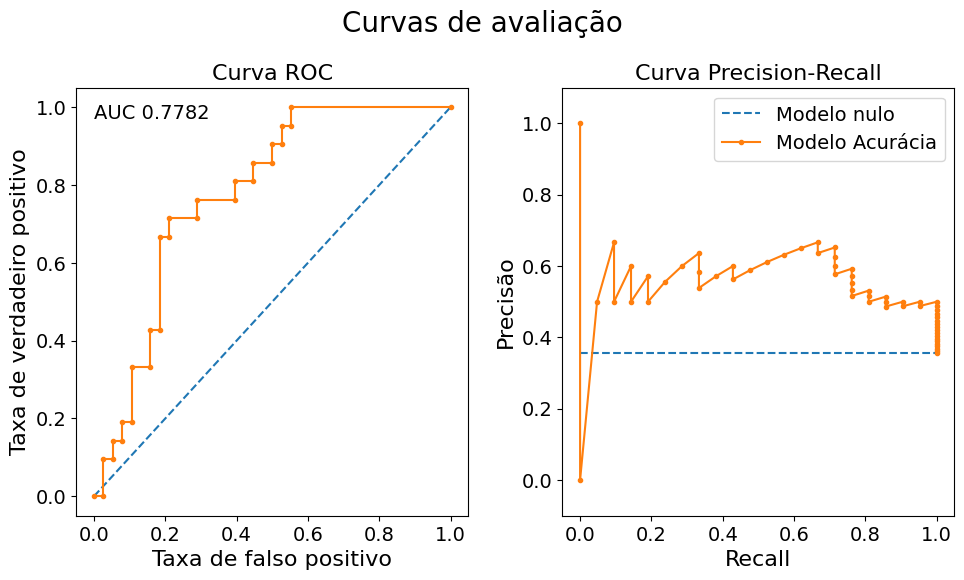 Curvas de avaliação
Curva ROC
AUC 0.7782
1.0
0.8
0.6
0.4
0.2
0.0
0.0 0.2 0.4 0.6 0.8 1.0
Taxa de verdadeiro positivo
Taxa de falso positivo
Curva Precision-Recall
Modelo nulo
Modelo Acurácia
1.0
0.8
0.6
0.4
0.2
0.0
0.0 0.2 0.4 0.6 0.8 1.0
Precisão
Recall